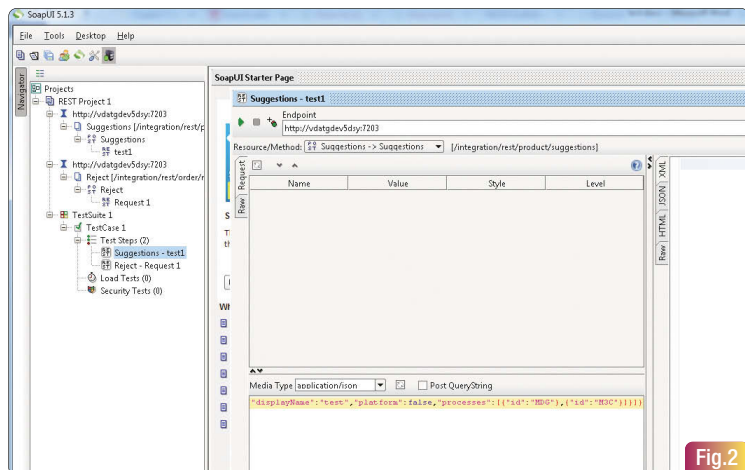 SoapUI 5.1.3
File Tools Desktop Help
Navigator
Projects
REST Project 1
http://vdatgdev5dsy:7203
Suggestions [/integration/rest/p
Suggestions
test1
http://vdatgdev5dsy:7203
Reject [/integration/rest/order/r
Reject
Request 1
TestSuite 1
TestCase 1
Test Steps (2)
Suggestions - test1
Reject - Request 1
Load Tests (0)
Security Tests (0)
SoapUI Starter Page
S
th
Wh
Suggestions - test1
Endpoint
http://vdatgdev5dsy:7203
Resource/Method: Suggestions -> Suggestions [/integration/rest/product/suggestions]
Request
Raw
Name Value Style Level
XML
JSON
HTML
Raw
Media Type application/json Post QueryString
"displayName":"test","platform":false,"processes":[{"id":"MDG"},{"id":"M3C"}]}]}
Fig.2